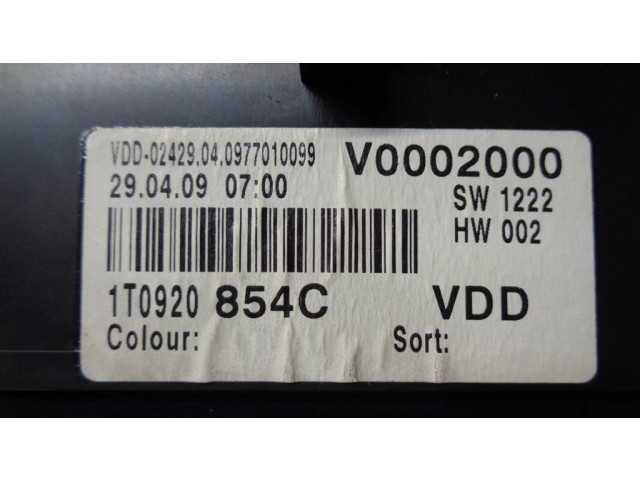 VDD-02429.04.0977010099 V0002000
29.04.09 07:00 SW 1222
HW 002
1T0920 854C VDD
Colour: Sort: